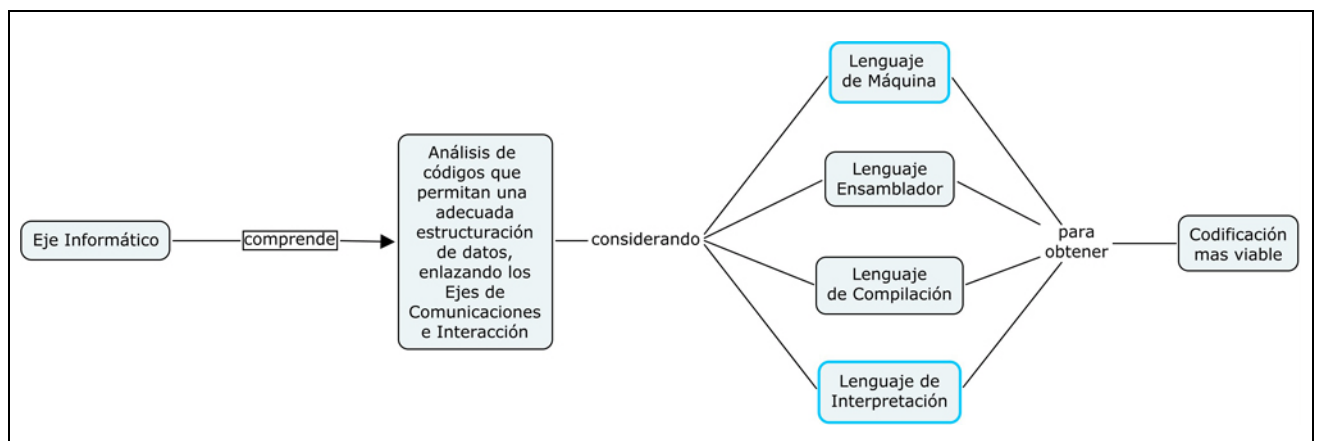 Eje Informático
comprende
Análisis de
códigos que
permitan una
adecuada
estructuración
de datos,
enlazando los
Ejes de
Comunicaciones
e Interacción
considerando
Lenguaje
de Máquina
Lenguaje
Ensamblador
Lenguaje
de Compilación
Lenguaje de
Interpretación
para
obtener
Codificación
mas viable